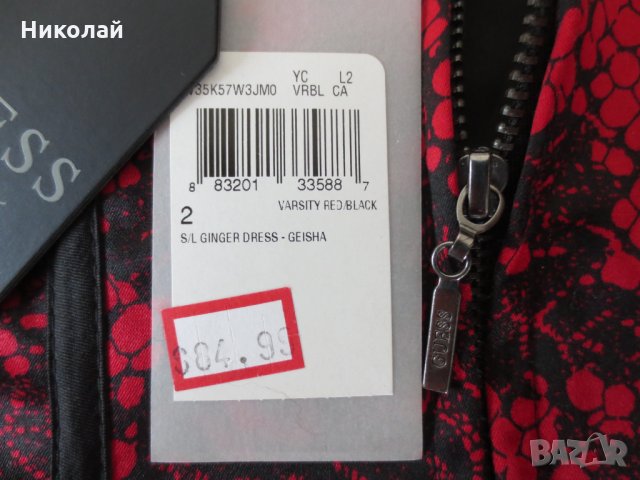 Николай
ESS
YC L2
35K57W3JM0 VRBL CA
8 83201 33588 7
2 VARSITY RED/BLACK
S/L GINGER DRESS - GEISHA
$84.99
GUESS
BAZAR